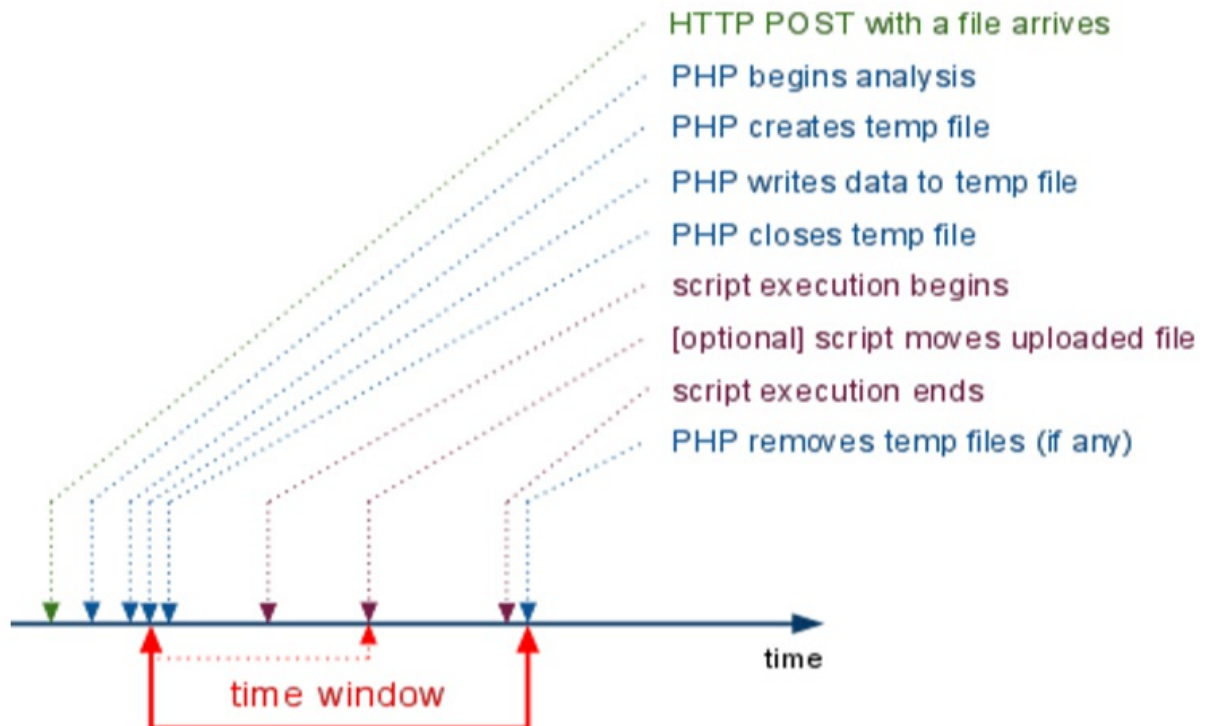 HTTP POST with a file arrives
PHP begins analysis
PHP creates temp file
PHP writes data to temp file
PHP closes temp file
script execution begins
[optional] script moves uploaded file
script execution ends
PHP removes temp files (if any)
time
time window